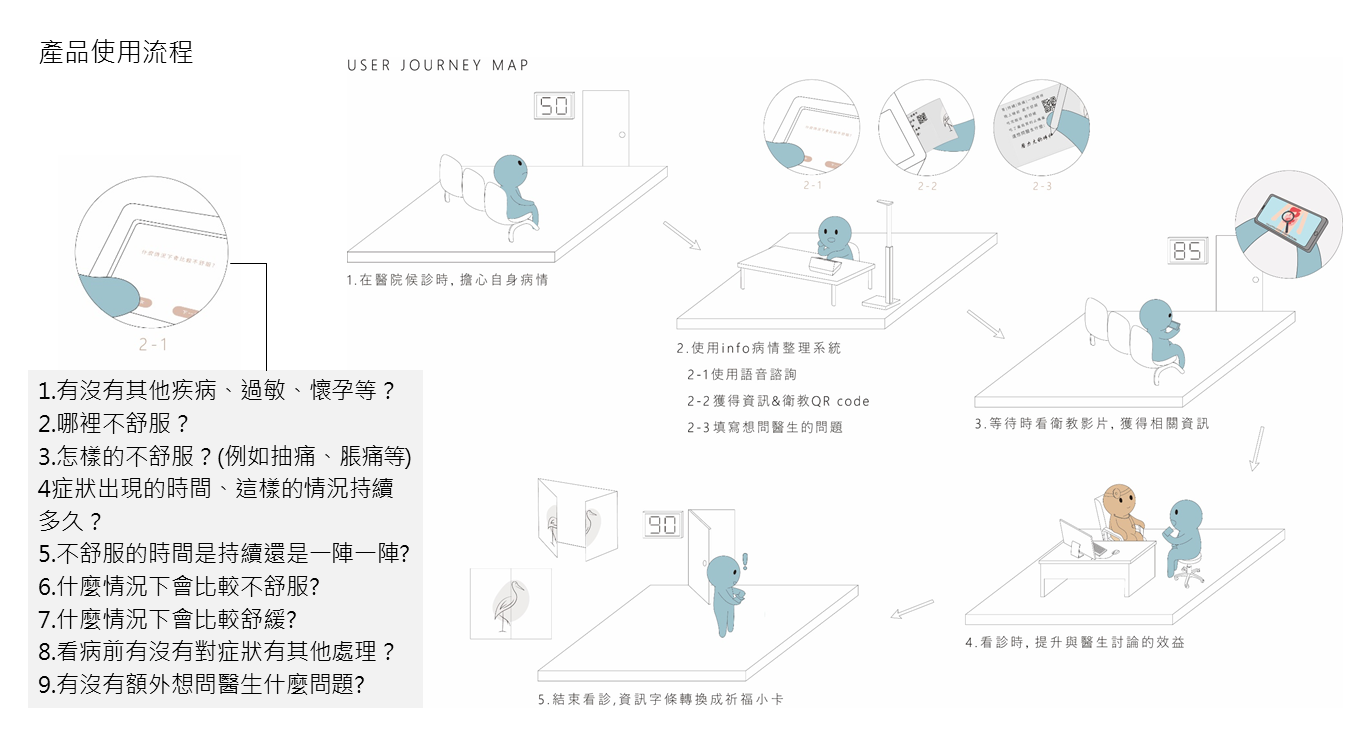 產品使用流程
USER JOURNEY MAP
50
1.在醫院候診時, 擔心自身病情
2-1
2-2
2-3
2.使用info病情整理系統
2-1使用語音諮詢
2-2獲得資訊&衛教QR code
2-3填寫想問醫生的問題
85
3.等待時看衛教影片, 獲得相關資訊
4.看診時, 提升與醫生討論的效益
90
5.結束看診,資訊字條轉換成祈福小卡
什麼情況下會比較不舒服?
2-1
1.有沒有其他疾病、過敏、懷孕等？
2.哪裡不舒服？
3.怎樣的不舒服？(例如抽痛、脹痛等)
4症狀出現的時間、這樣的情況持續
多久？
5.不舒服的時間是持續還是一陣一陣?
6.什麼情況下會比較不舒服?
7.什麼情況下會比較舒緩?
8.看病前有沒有對症狀有其他處理？
9.有沒有額外想問醫生什麼問題?